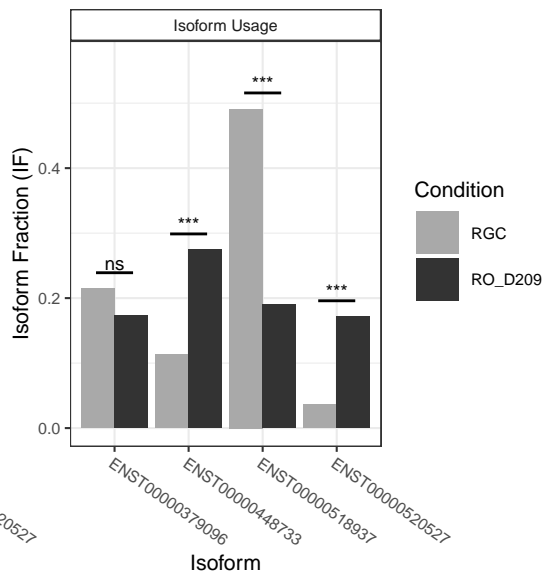 Isoform Usage
Isoform Fraction (IF)
0.4
0.2
0.0
ns
***
***
***
ENST00000379096
ENST00000448733
ENST00000518937
ENST00000520527
20527
Isoform
Condition
RGC
RO_D209